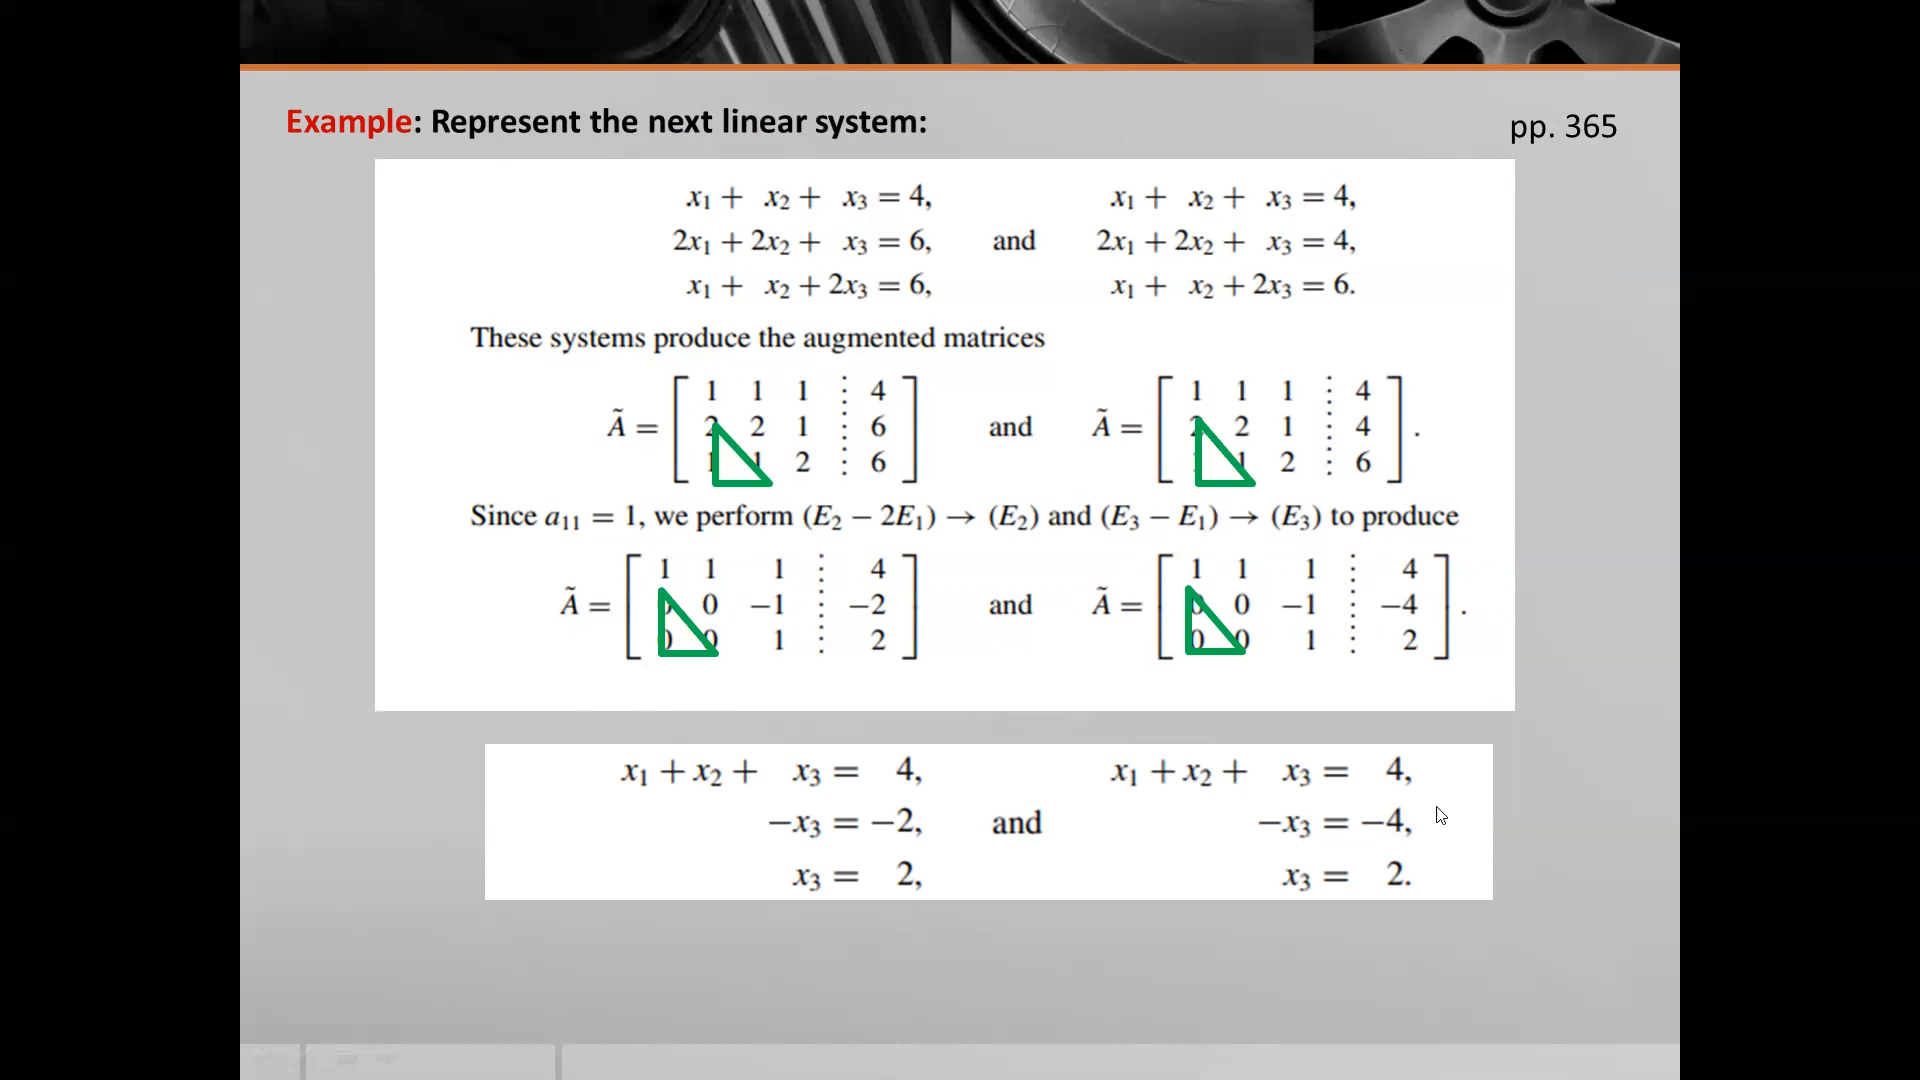 Example: Represent the next linear system:
pp. 365
x₁ + x₂ + x₃ = 4, x₁ + x₂ + x₃ = 4,
2x₁ + 2x₂ + x₃ = 6, and 2x₁ + 2x₂ + x₃ = 4,
x₁ + x₂ + 2x₃ = 6, x₁ + x₂ + 2x₃ = 6.
These systems produce the augmented matrices
1 1 1 ⋮ 4 1 1 1 ⋮ 4
Ã = 2 2 1 ⋮ 6 and Ã = 2 2 1 ⋮ 4 .
1 1 2 ⋮ 6 1 2 ⋮ 6
Since a₁₁ = 1, we perform (E₂ − 2E₁) → (E₂) and (E₃ − E₁) → (E₃) to produce
1 1 1 ⋮ 4 1 1 1 ⋮ 4
Ã = 0 0 −1 ⋮ −2 and Ã = 0 0 −1 ⋮ −4 .
0 0 1 ⋮ 2 0 0 1 ⋮ 2
x₁ + x₂ + x₃ = 4, x₁ + x₂ + x₃ = 4,
−x₃ = −2, and −x₃ = −4,
x₃ = 2, x₃ = 2.